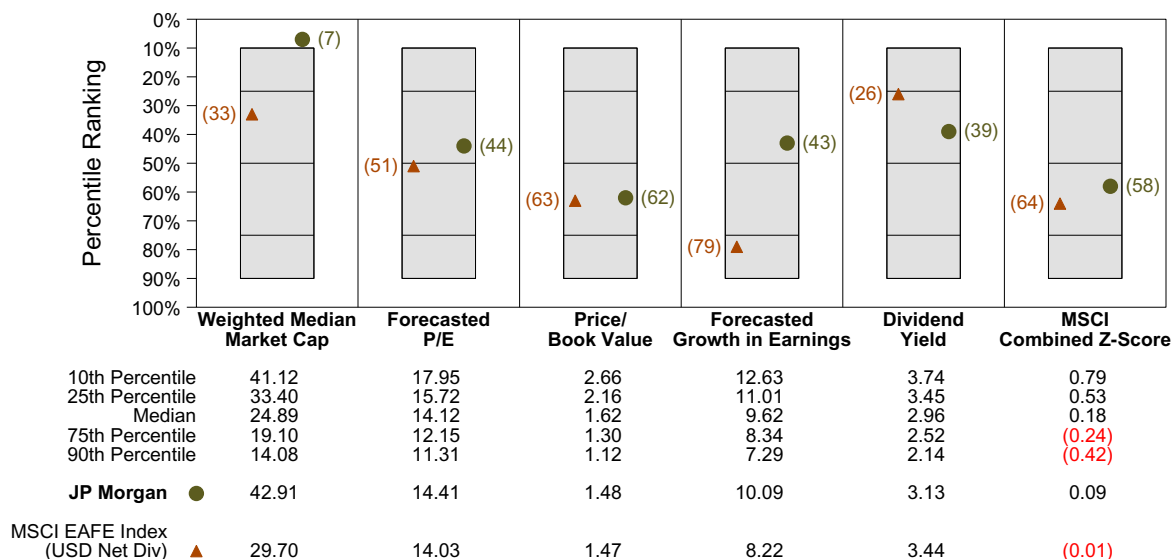 Percentile Ranking
0%
10%
20%
30%
40%
50%
60%
70%
80%
90%
100%
(7)
(33)
(44)
(51)
(63)
(62)
(43)
(79)
(26)
(39)
(58)
(64)
Weighted Median Market Cap
Forecasted P/E
Price/ Book Value
Forecasted Growth in Earnings
Dividend Yield
MSCI Combined Z-Score
10th Percentile 41.12 17.95 2.66 12.63 3.74 0.79
25th Percentile 33.40 15.72 2.16 11.01 3.45 0.53
Median 24.89 14.12 1.62 9.62 2.96 0.18
75th Percentile 19.10 12.15 1.30 8.34 2.52 (0.24)
90th Percentile 14.08 11.31 1.12 7.29 2.14 (0.42)
JP Morgan 42.91 14.41 1.48 10.09 3.13 0.09
MSCI EAFE Index
(USD Net Div) 29.70 14.03 1.47 8.22 3.44 (0.01)